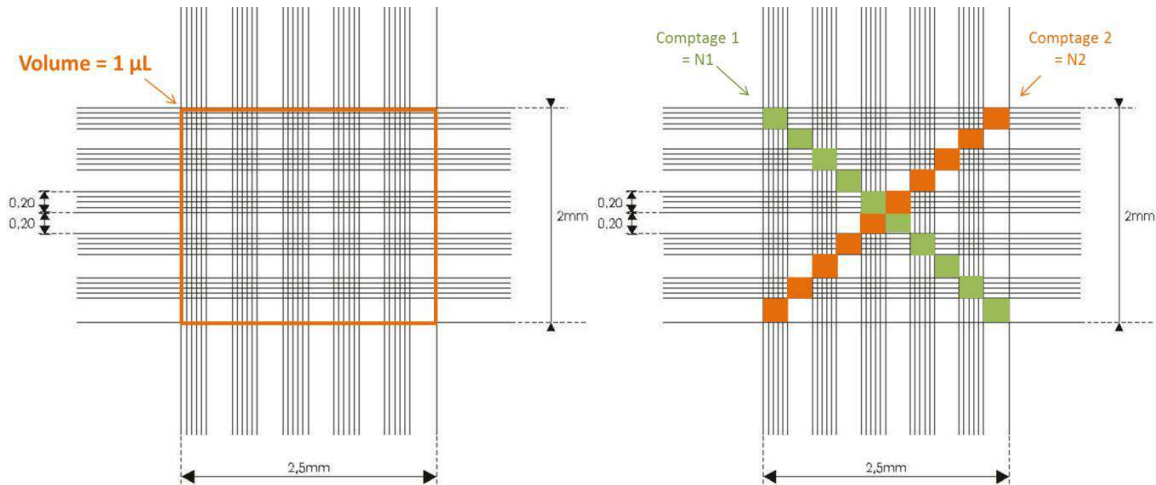 Volume = 1 µL
0,20
0,20
2mm
2,5mm
Comptage 1
= N1
Comptage 2
= N2
0,20
0,20
2mm
2,5mm